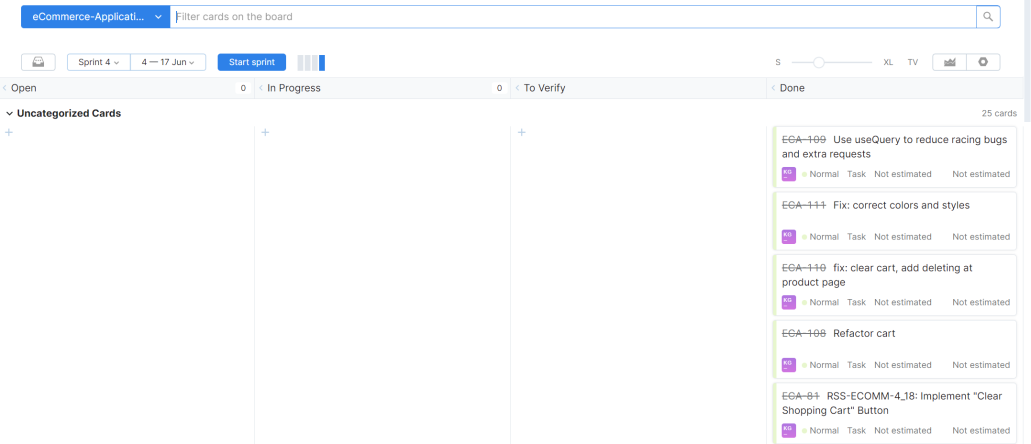 eCommerce-Applicati...
Filter cards on the board
Sprint 4
4 — 17 Jun
Start sprint
S
XL
TV
Open
0
In Progress
0
To Verify
Done
Uncategorized Cards
25 cards
ECA-109 Use useQuery to reduce racing bugs
and extra requests
KG
Normal Task Not estimated Not estimated
ECA-111 Fix: correct colors and styles
KG
Normal Task Not estimated Not estimated
ECA-110 fix: clear cart, add deleting at
product page
KG
Normal Task Not estimated Not estimated
ECA-108 Refactor cart
KG
Normal Task Not estimated Not estimated
ECA-81 RSS-ECOMM-4_18: Implement "Clear
Shopping Cart" Button
KG
Normal Task Not estimated Not estimated